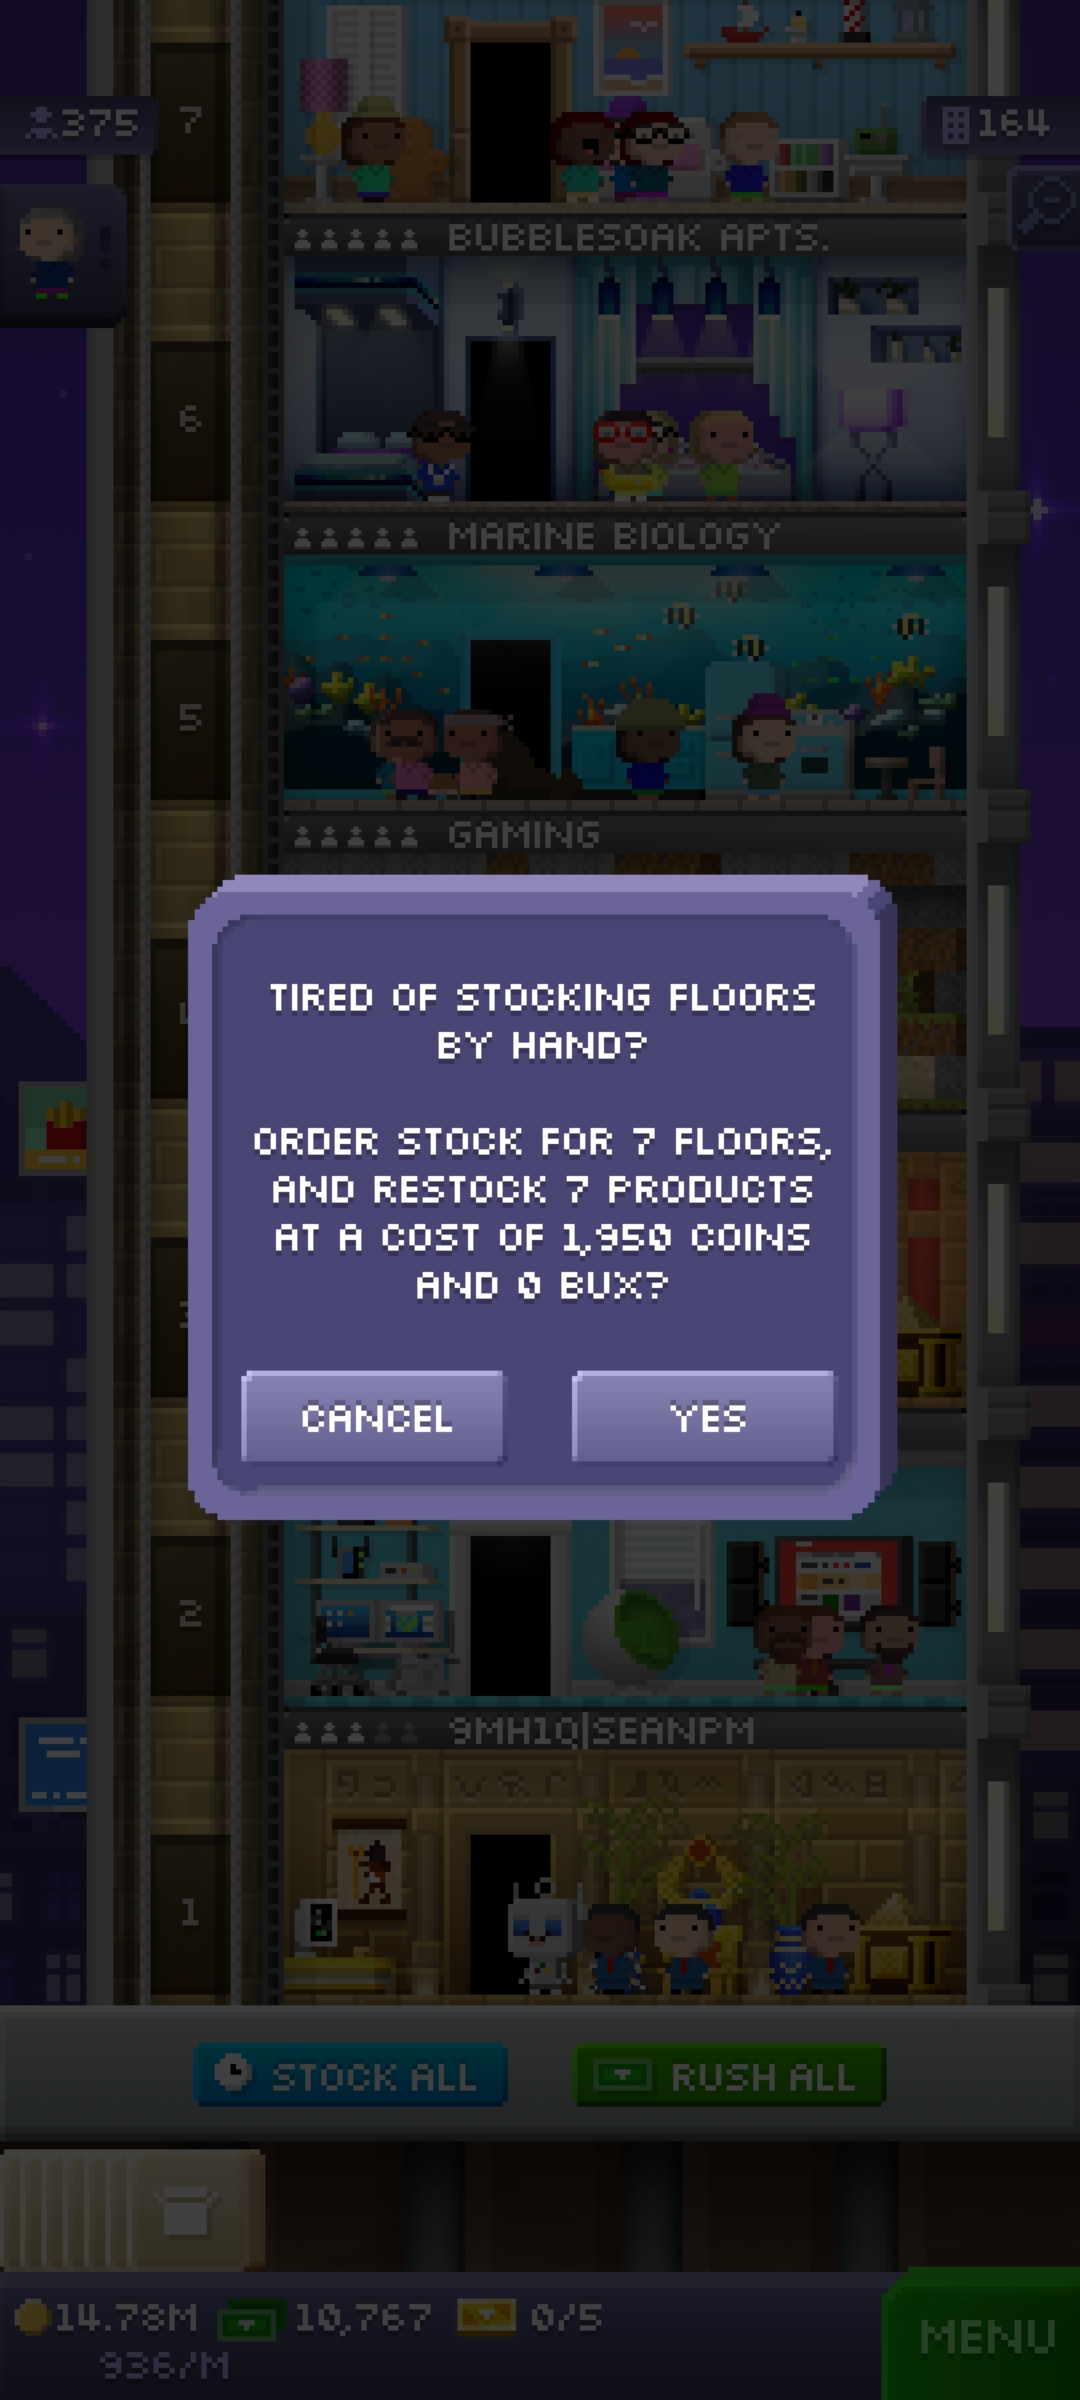 375
7
164
BUBBLESOAK APTS.
6
MARINE BIOLOGY
5
GAMING
TIRED OF STOCKING FLOORS
BY HAND?
ORDER STOCK FOR 7 FLOORS,
AND RESTOCK 7 PRODUCTS
AT A COST OF 1,950 COINS
AND 0 BUX?
CANCEL
YES
2
9MH1Q|SEANPM
1
STOCK ALL
RUSH ALL
14.78M
10,767
0/5
936/M
MENU